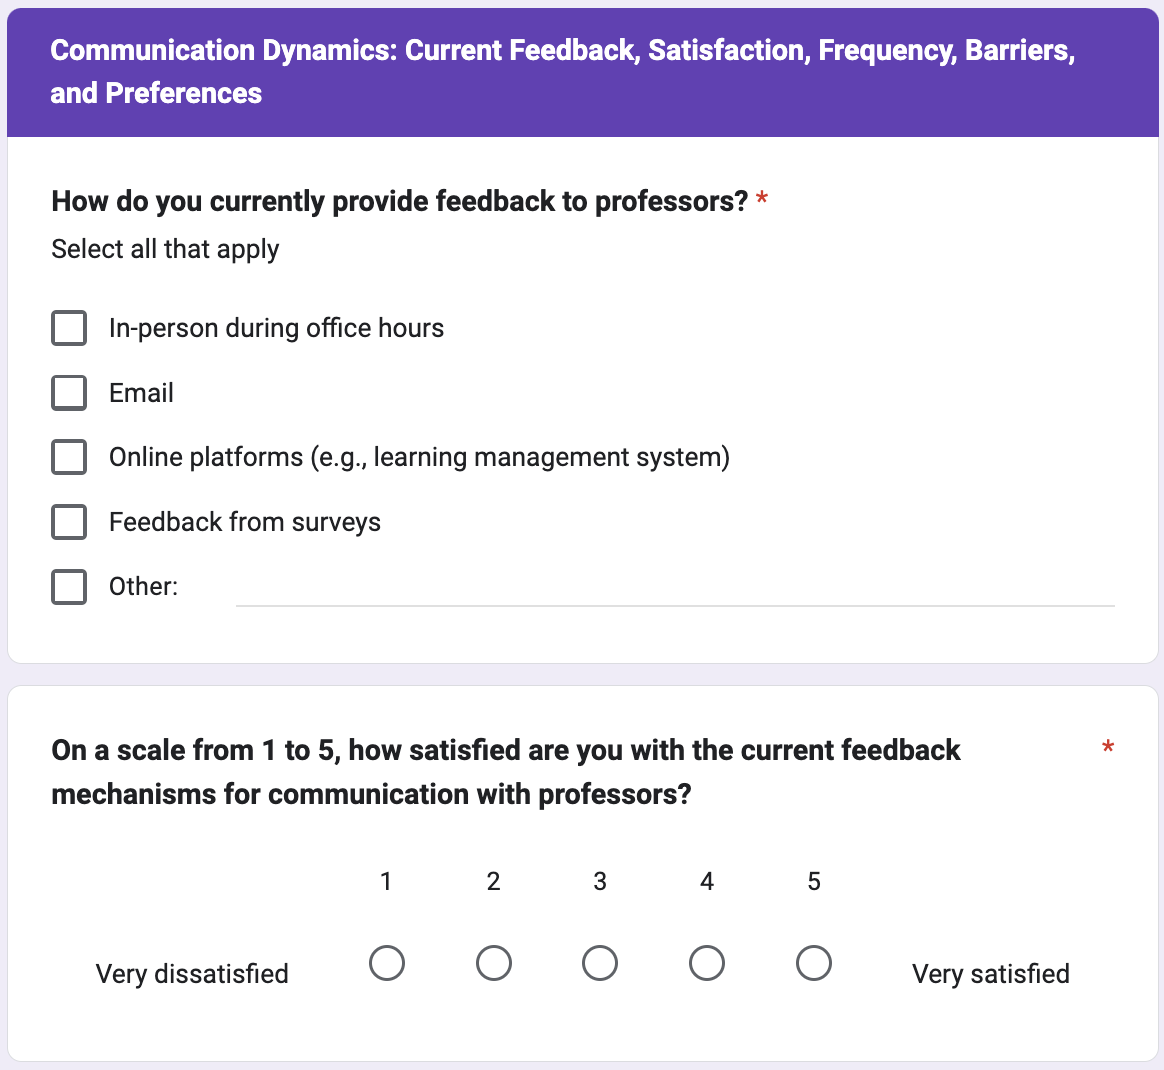 Communication Dynamics: Current Feedback, Satisfaction, Frequency, Barriers,
and Preferences
How do you currently provide feedback to professors? *
Select all that apply
In-person during office hours
Email
Online platforms (e.g., learning management system)
Feedback from surveys
Other:
On a scale from 1 to 5, how satisfied are you with the current feedback *
mechanisms for communication with professors?
1 2 3 4 5
Very dissatisfied Very satisfied